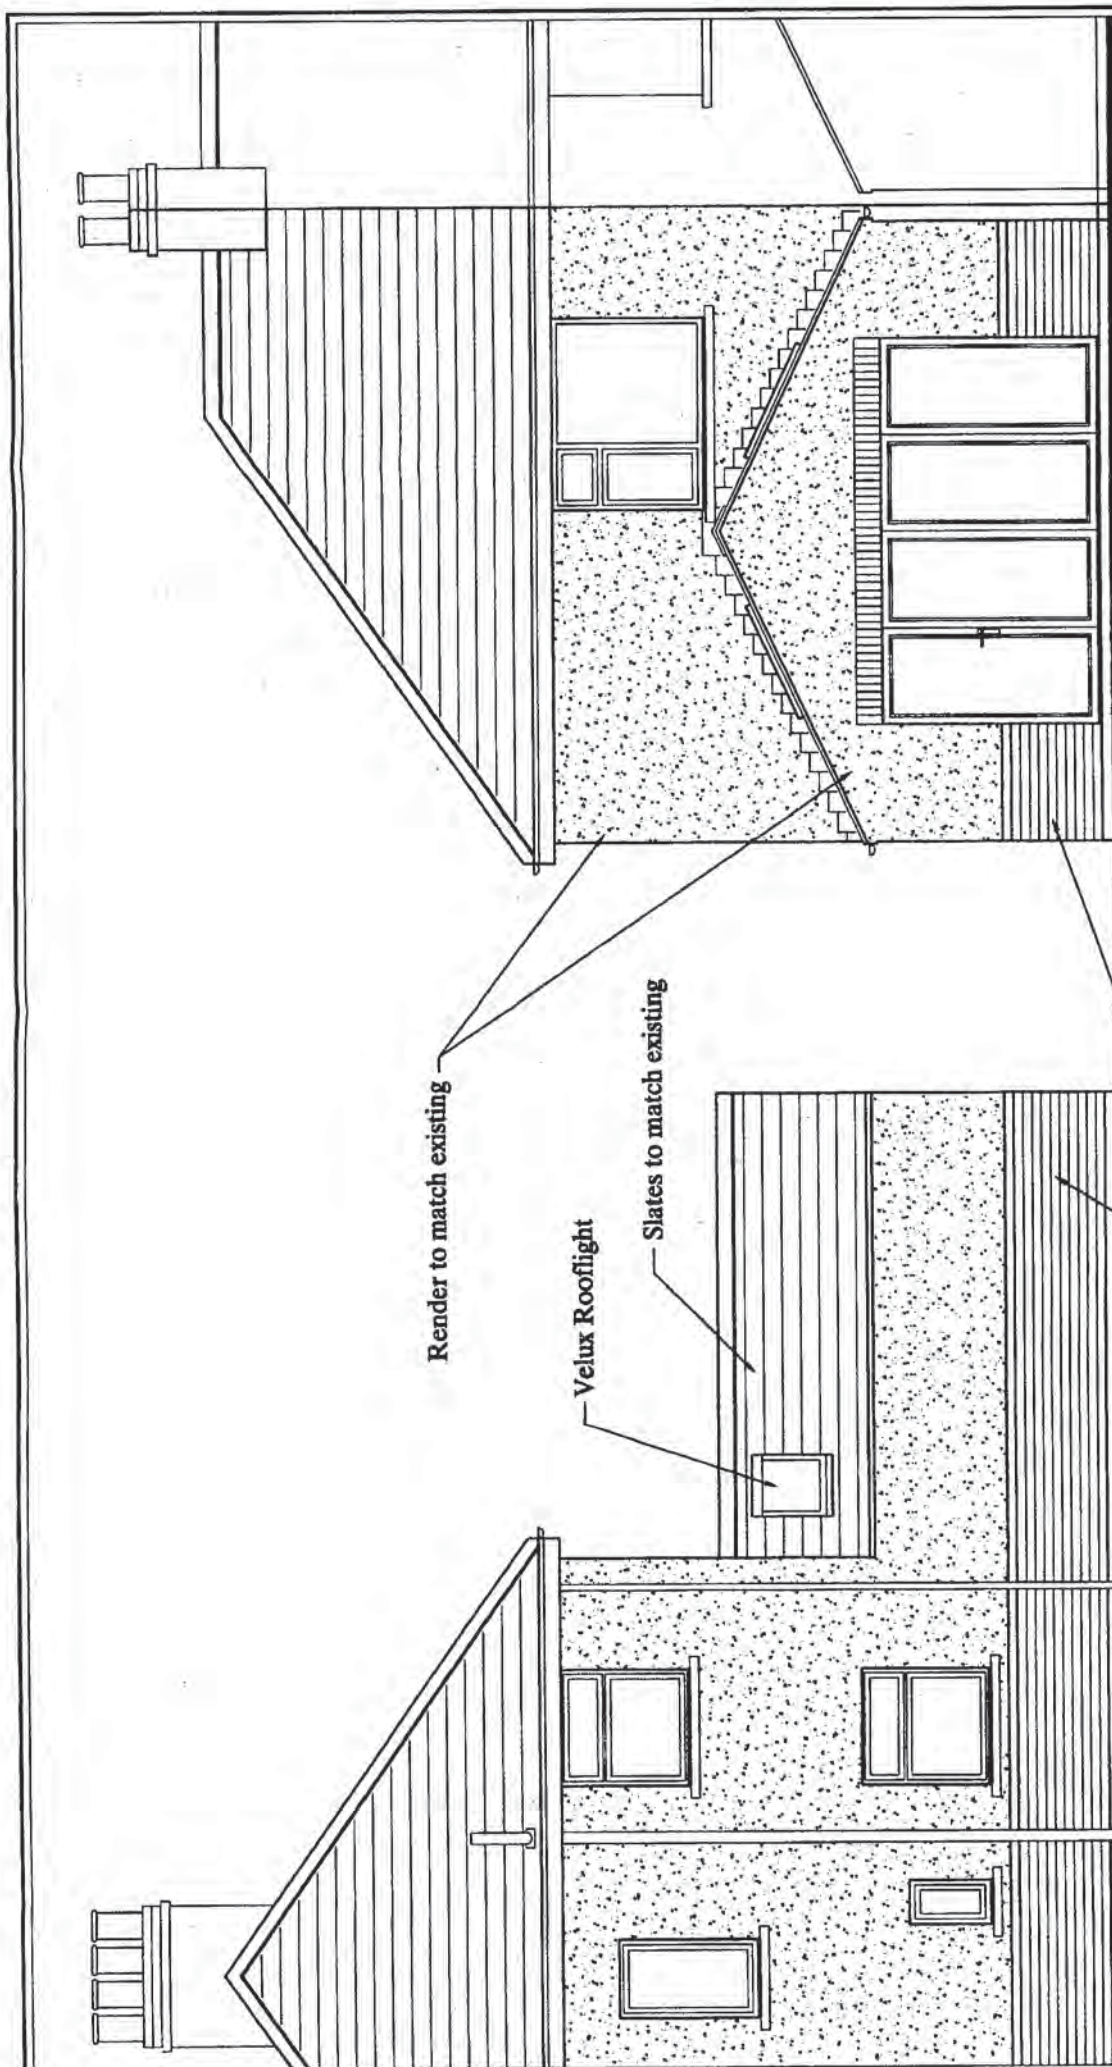 Render to match existing
Velux Rooflight
Slates to match existing